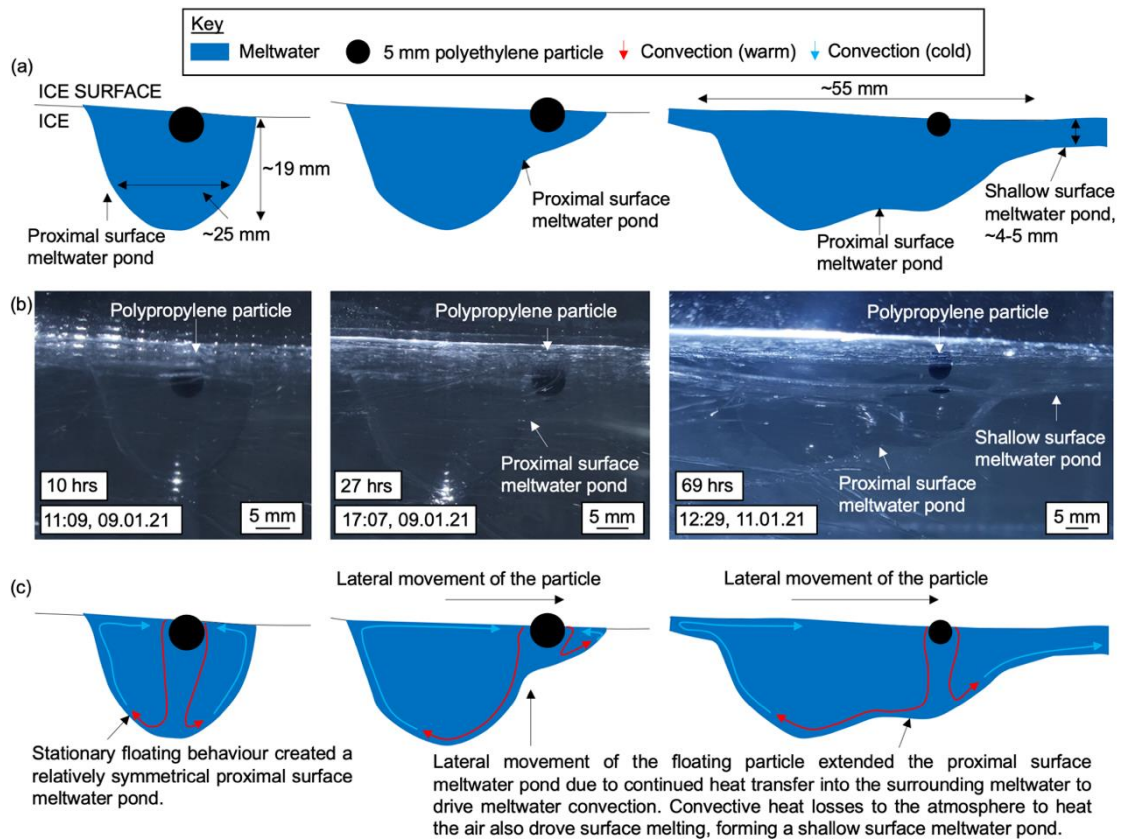 Key
Meltwater
5 mm polyethylene particle
Convection (warm)
Convection (cold)
(a)
ICE SURFACE
ICE
~19 mm
~25 mm
Proximal surface
meltwater pond
Proximal surface
meltwater pond
~55 mm
Proximal surface
meltwater pond
Shallow surface
meltwater pond,
~4-5 mm
(b)
Polypropylene particle
10 hrs
11:09, 09.01.21
5 mm
Polypropylene particle
Proximal surface
meltwater pond
27 hrs
17:07, 09.01.21
5 mm
Polypropylene particle
Shallow surface
meltwater pond
Proximal surface
meltwater pond
69 hrs
12:29, 11.01.21
5 mm
(c)
Lateral movement of the particle
Lateral movement of the particle
Stationary floating behaviour created a
relatively symmetrical proximal surface
meltwater pond.
Lateral movement of the floating particle extended the proximal surface
meltwater pond due to continued heat transfer into the surrounding meltwater to
drive meltwater convection. Convective heat losses to the atmosphere to heat
the air also drove surface melting, forming a shallow surface meltwater pond.